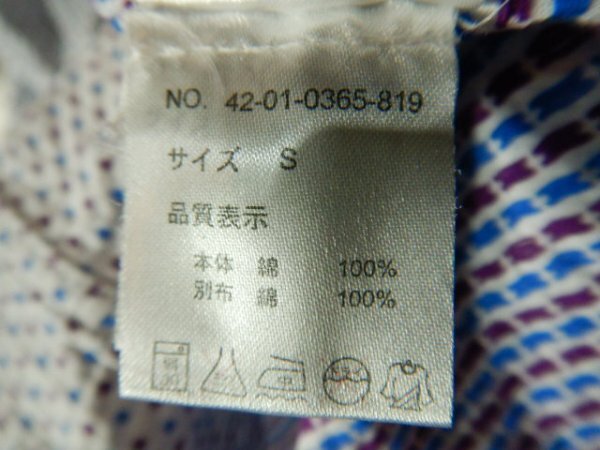 NO. 42-01-0365-819
サイズ S
品質表示
本体 綿 100%
別布 綿 100%